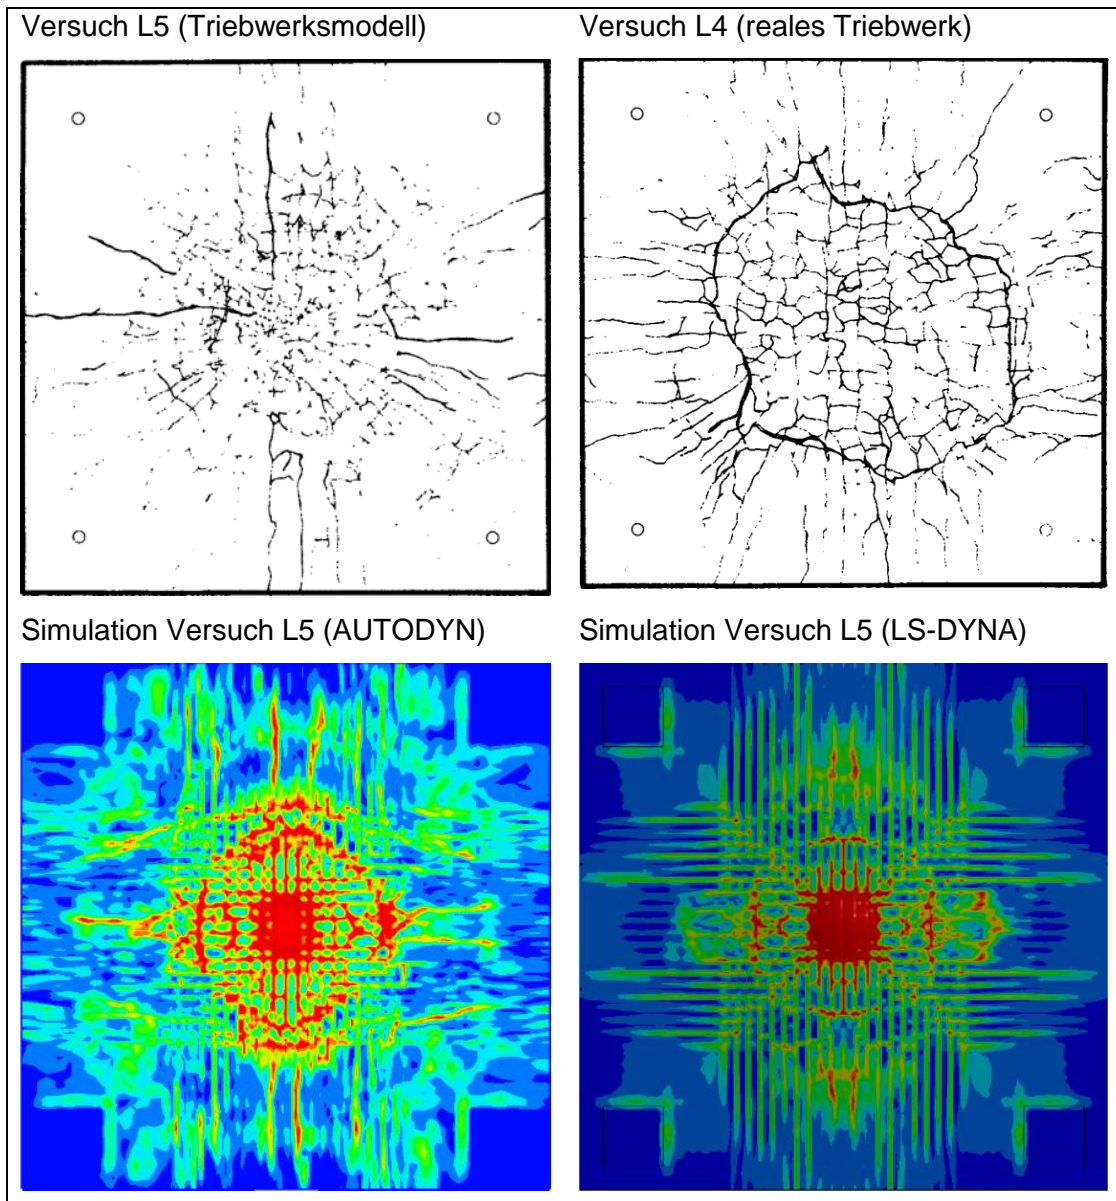 Versuch L5 (Triebwerksmodell)
Versuch L4 (reales Triebwerk)
Simulation Versuch L5 (AUTODYN)
Simulation Versuch L5 (LS-DYNA)